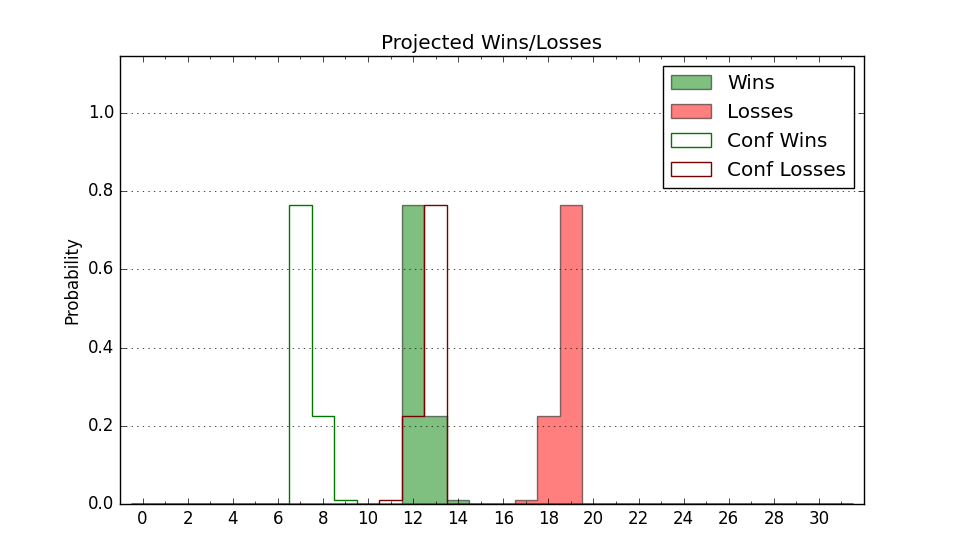 Projected Wins/Losses
Wins
Losses
Conf Wins
Conf Losses
Probability
1.0
0.8
0.6
0.4
0.2
0.0
0 2 4 6 8 10 12 14 16 18 20 22 24 26 28 30